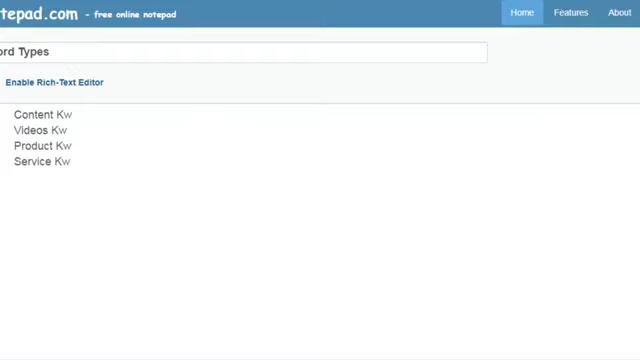 tepad.com - free online notepad
Home Features About
ord Types
Enable Rich-Text Editor
Content Kw
Videos Kw
Product Kw
Service Kw